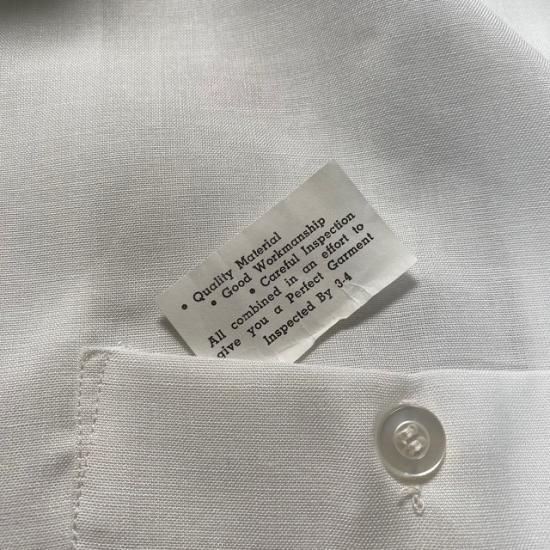 • Quality Material
• Good Workmanship
• Careful Inspection
All combined in an effort to
give you a Perfect Garment
Inspected By 3-4